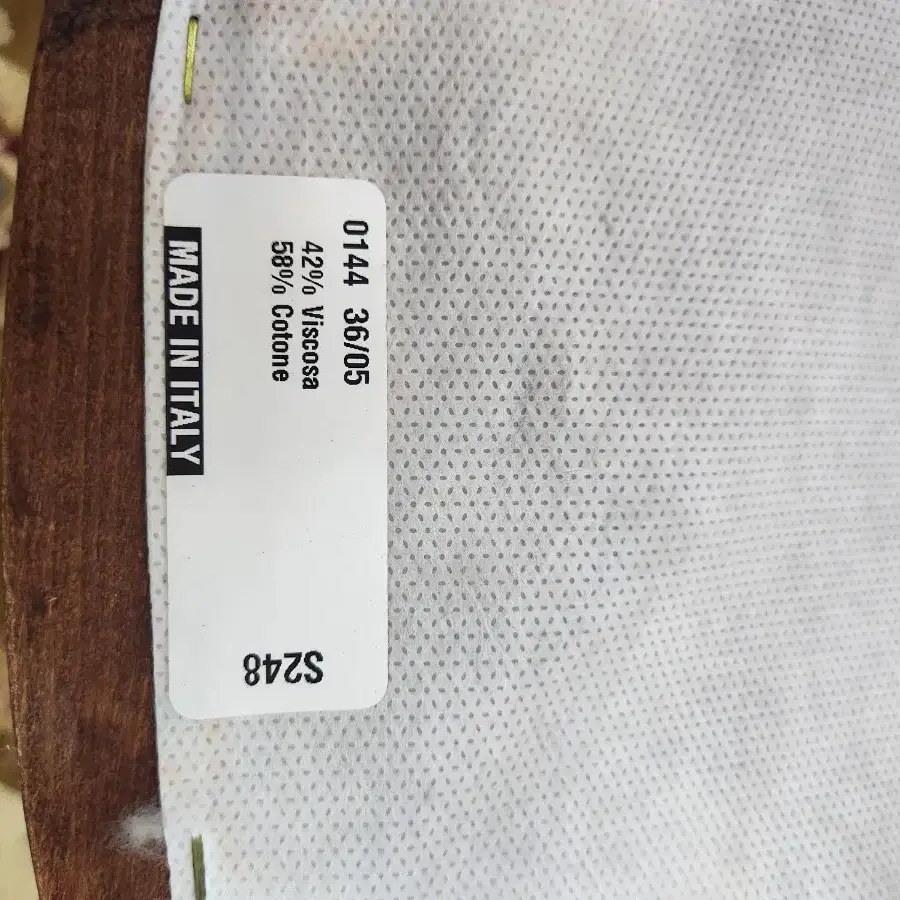 0144 36/05
42% Viscosa
58% Cotone
MADE IN ITALY
S248